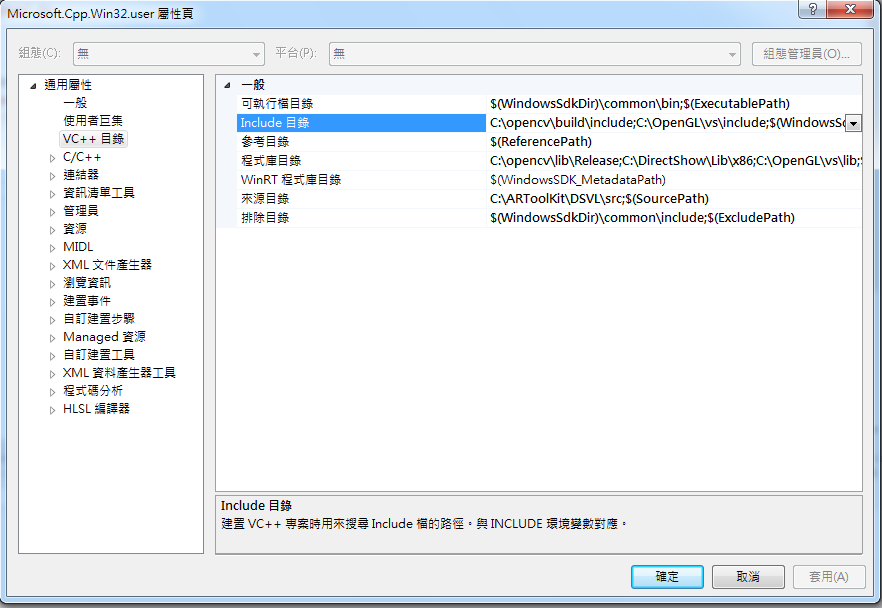 Microsoft.Cpp.Win32.user 屬性頁
組態(C): 無 平台(P): 無 組態管理員(O)...
通用屬性
一般
使用者巨集
VC++ 目錄
C/C++
連結器
資訊清單工具
管理員
資源
MIDL
XML 文件產生器
瀏覽資訊
建置事件
自訂建置步驟
Managed 資源
自訂建置工具
XML 資料產生器工具
程式碼分析
HLSL 編譯器
一般
可執行檔目錄 $(WindowsSdkDir)\common\bin;$(ExecutablePath)
Include 目錄 C:\opencv\build\include;C:\OpenGL\vs\include;$(WindowsSd
參考目錄 $(ReferencePath)
程式庫目錄 C:\opencv\lib\Release;C:\DirectShow\Lib\x86;C:\OpenGL\vs\lib;
WinRT 程式庫目錄 $(WindowsSDK_MetadataPath)
來源目錄 C:\ARToolKit\DSVL\src;$(SourcePath)
排除目錄 $(WindowsSdkDir)\common\include;$(ExcludePath)
Include 目錄
建置 VC++ 專案時用來搜尋 Include 檔的路徑。與 INCLUDE 環境變數對應。
確定 取消 套用(A)